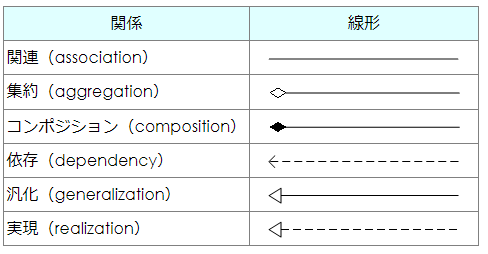 関係 線形
関連（association）
集約（aggregation）
コンポジション（composition）
依存（dependency）
汎化（generalization）
実現（realization）